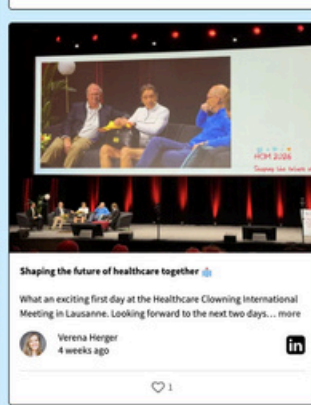 HCIM 2026
Shaping the future of healthcare together
What an exciting first day at the Healthcare Clowning International
Meeting in Lausanne. Looking forward to the next two days... more
Verena Herger
4 weeks ago
in
1